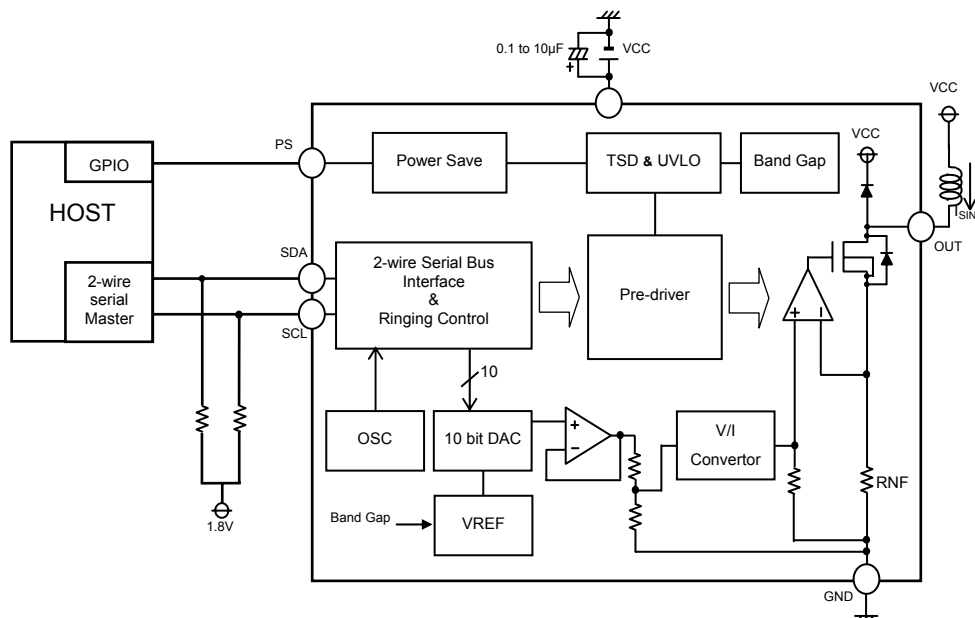 0.1 to 10µF
+
VCC
VCC
GPIO
HOST
2-wire
serial
Master
PS
SDA
SCL
1.8V
Power Save
TSD & UVLO
Band Gap
VCC
ISINK
OUT
2-wire Serial Bus
Interface
&
Ringing Control
Pre-driver
+
−
10
OSC
10 bit DAC
+
−
V/I
Convertor
RNF
Band Gap
VREF
GND